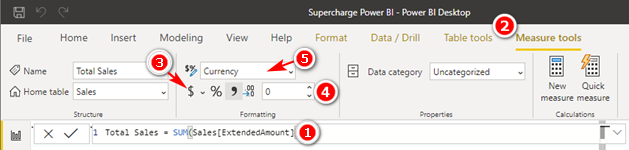 Supercharge Power BI - Power BI Desktop
2
File Home Insert Modeling View Help Format Data / Drill Table tools Measure tools
3 5
Name Total Sales $% Currency Data category Uncategorized
Home table Sales $ % 9 .00 0 4 New measure Quick measure
Structure Formatting Properties Calculations
1 Total Sales = SUM(Sales[ExtendedAmount] 1